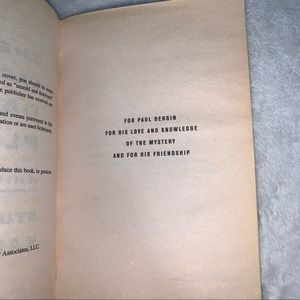 cover, you should be aware
ed as "unsold and destroyed"
e publisher has received any
and events portrayed in this
nation or are used fictitiously.
duce this book, or portions
Associates, LLC.
FOR PAUL BERGIN
FOR HIS LOVE AND KNOWLEDGE
OF THE MYSTERY
AND FOR HIS FRIENDSHIP